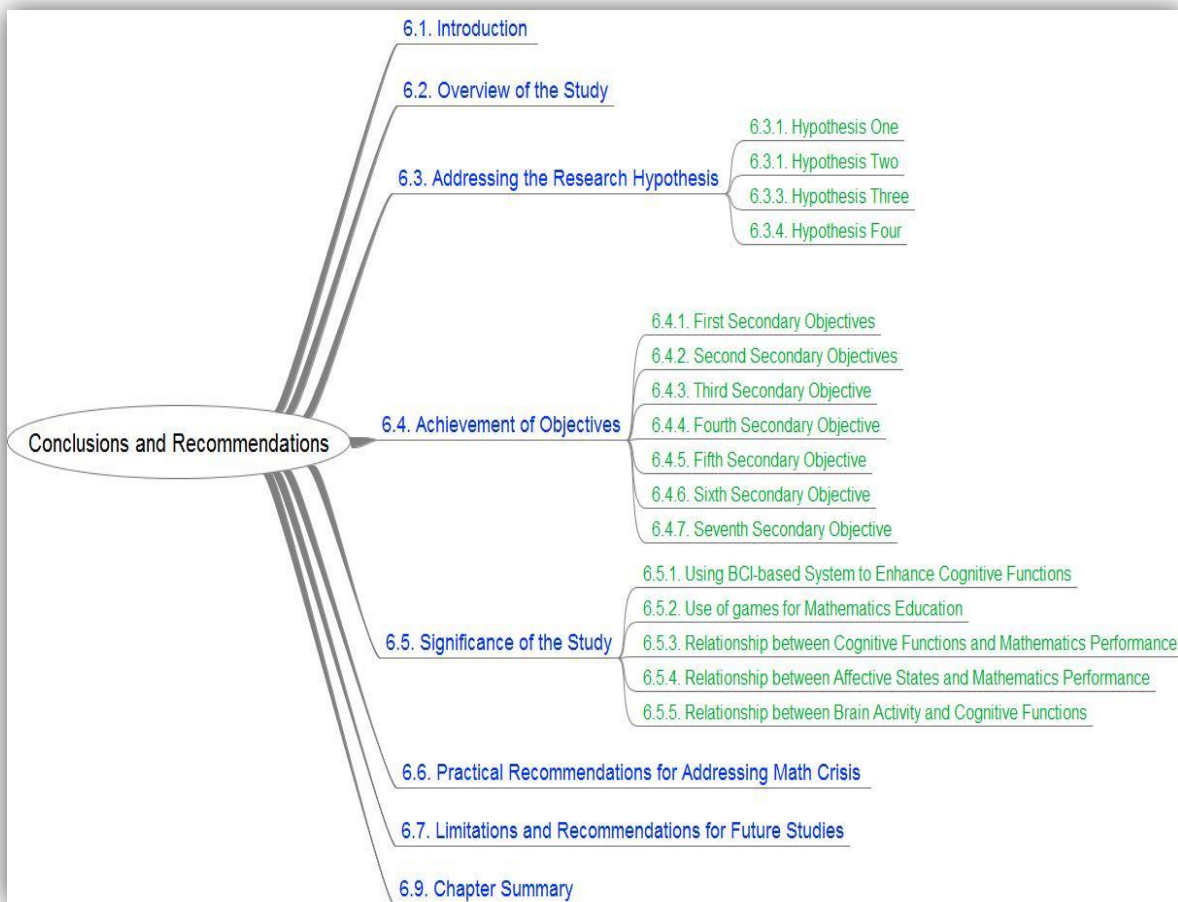 6.1. Introduction
6.2. Overview of the Study
6.3. Addressing the Research Hypothesis
6.3.1. Hypothesis One
6.3.1. Hypothesis Two
6.3.3. Hypothesis Three
6.3.4. Hypothesis Four
Conclusions and Recommendations
6.4. Achievement of Objectives
6.4.1. First Secondary Objectives
6.4.2. Second Secondary Objectives
6.4.3. Third Secondary Objective
6.4.4. Fourth Secondary Objective
6.4.5. Fifth Secondary Objective
6.4.6. Sixth Secondary Objective
6.4.7. Seventh Secondary Objective
6.5. Significance of the Study
6.5.1. Using BCI-based System to Enhance Cognitive Functions
6.5.2. Use of games for Mathematics Education
6.5.3. Relationship between Cognitive Functions and Mathematics Performance
6.5.4. Relationship between Affective States and Mathematics Performance
6.5.5. Relationship between Brain Activity and Cognitive Functions
6.6. Practical Recommendations for Addressing Math Crisis
6.7. Limitations and Recommendations for Future Studies
6.9. Chapter Summary